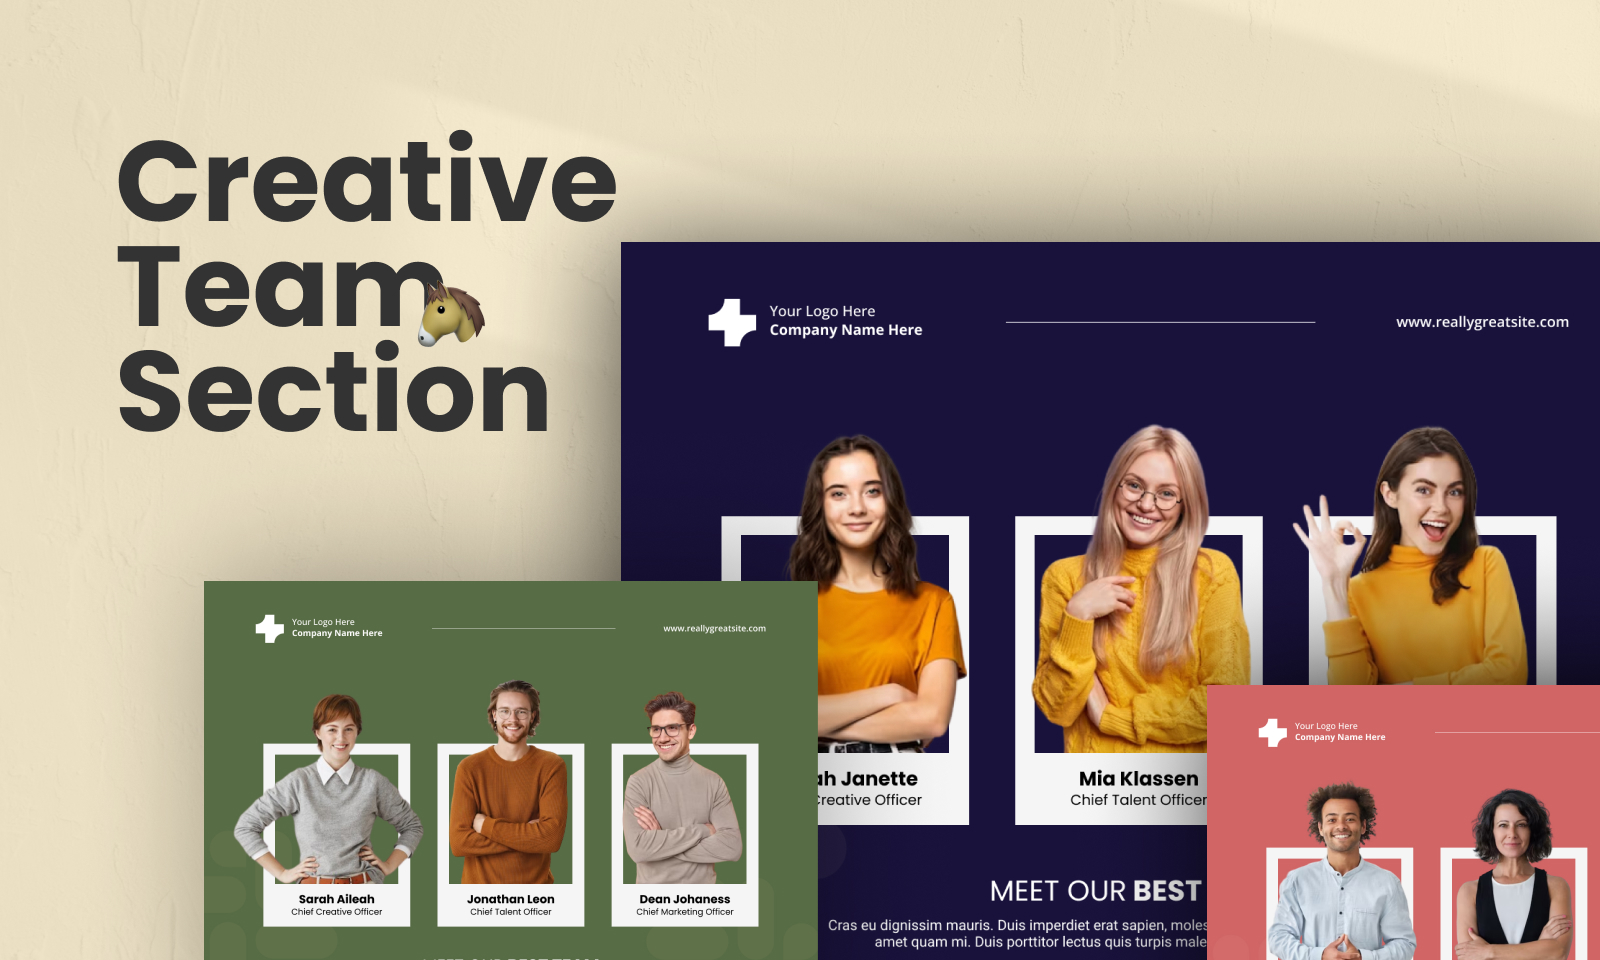 Creative
Team
Section
Your Logo Here
Company Name Here
www.reallygreatsite.com
Janette
Creative Officer
Mia Klassen
Chief Talent Officer
MEET OUR BEST
Cras eu dignissim mauris. Duis imperdiet erat sapien,
amet quam mi. Duis porttitor lectus quis turpis
Your Logo Here
Company Name Here
www.reallygreatsite.com
Sarah Aileah
Chief Creative Officer
Jonathan Leon
Chief Talent Officer
Dean Johaness
Chief Marketing Officer
Your Logo Here
Company Name Here